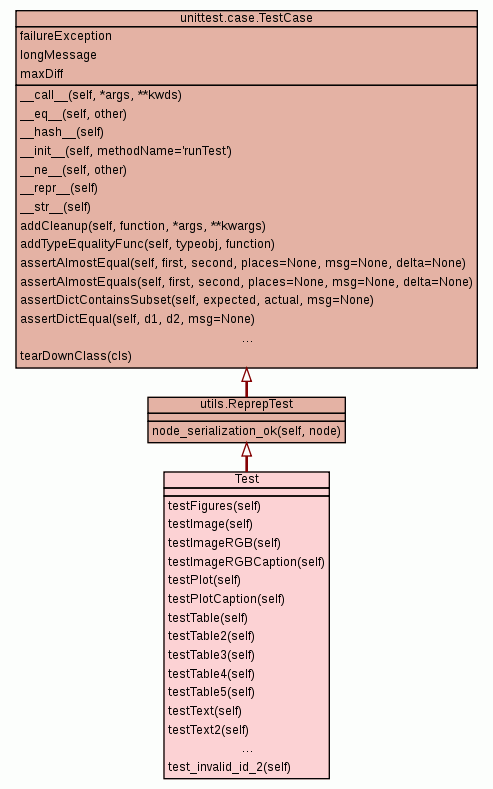 unittest.case.TestCase
failureException
longMessage
maxDiff
__call__(self, *args, **kwds)
__eq__(self, other)
__hash__(self)
__init__(self, methodName='runTest')
__ne__(self, other)
__repr__(self)
__str__(self)
addCleanup(self, function, *args, **kwargs)
addTypeEqualityFunc(self, typeobj, function)
assertAlmostEqual(self, first, second, places=None, msg=None, delta=None)
assertAlmostEquals(self, first, second, places=None, msg=None, delta=None)
assertDictContainsSubset(self, expected, actual, msg=None)
assertDictEqual(self, d1, d2, msg=None)
...
tearDownClass(cls)
utils.ReprepTest
node_serialization_ok(self, node)
Test
testFigures(self)
testImage(self)
testImageRGB(self)
testImageRGBCaption(self)
testPlot(self)
testPlotCaption(self)
testTable(self)
testTable2(self)
testTable3(self)
testTable4(self)
testTable5(self)
testText(self)
testText2(self)
...
test_invalid_id_2(self)